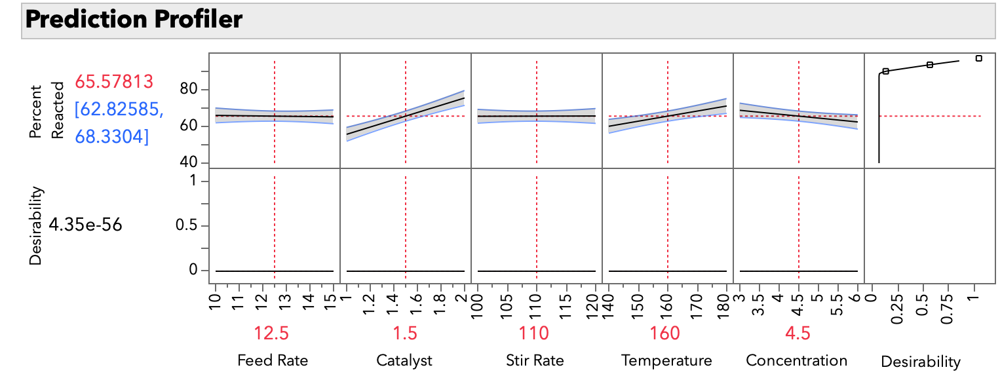 Prediction Profiler
Percent
Reacted
65.57813
[62.82585,
68.3304]
80
60
40
Desirability
4.35e-56
1
0.5
0
10 11 12 13 14 15 1 1.2 1.4 1.6 1.8 2 100 105 110 115 120 140 150 160 170 180 3 3.5 4 4.5 5 5.5 6 0 0.25 0.5 0.75 1
12.5 1.5 110 160 4.5
Feed Rate Catalyst Stir Rate Temperature Concentration Desirability